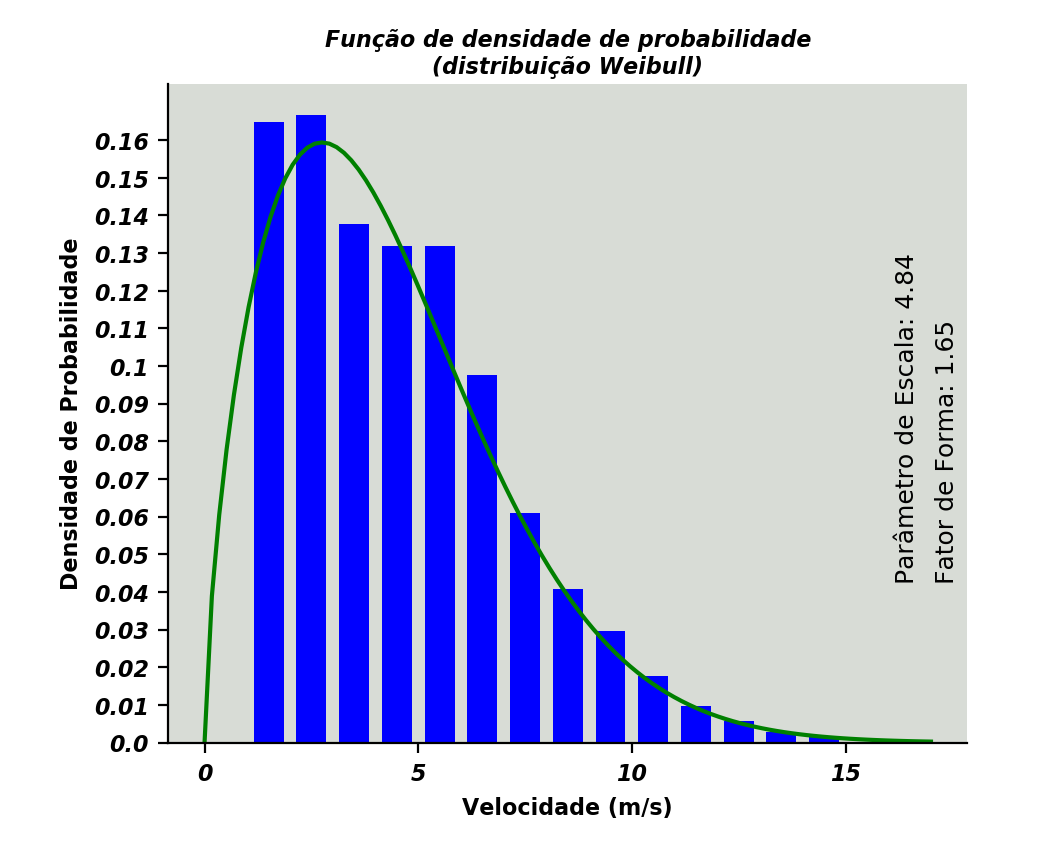 Função de densidade de probabilidade
(distribuição Weibull)
Densidade de Probabilidade
0.16
0.15
0.14
0.13
0.12
0.11
0.1
0.09
0.08
0.07
0.06
0.05
0.04
0.03
0.02
0.01
0.0
0 5 10 15
Velocidade (m/s)
Parâmetro de Escala: 4.84
Fator de Forma: 1.65